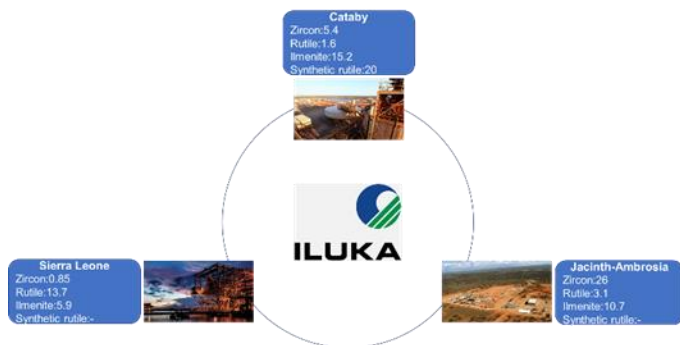 Cataby
Zircon:5.4
Rutile:1.6
Ilmenite:15.2
Synthetic rutile:20
ILUKA
Sierra Leone
Zircon:0.85
Rutile:13.7
Ilmenite:5.9
Synthetic rutile:-
Jacinth-Ambrosia
Zircon:26
Rutile:3.1
Ilmenite:10.7
Synthetic rutile:-